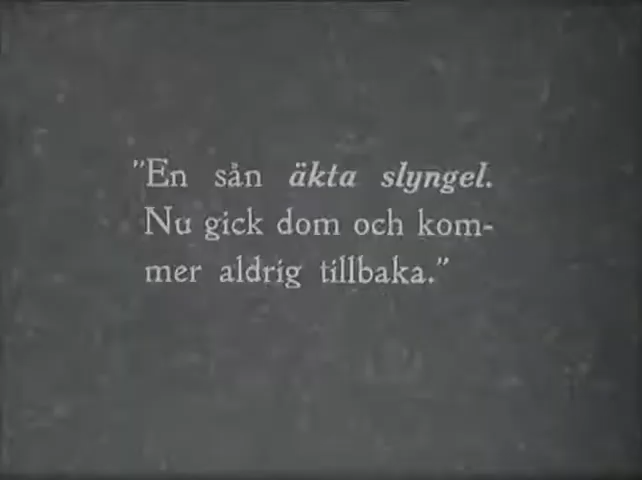 "En sån äkta slyngel.
Nu gick dom och kom-
mer aldrig tillbaka."